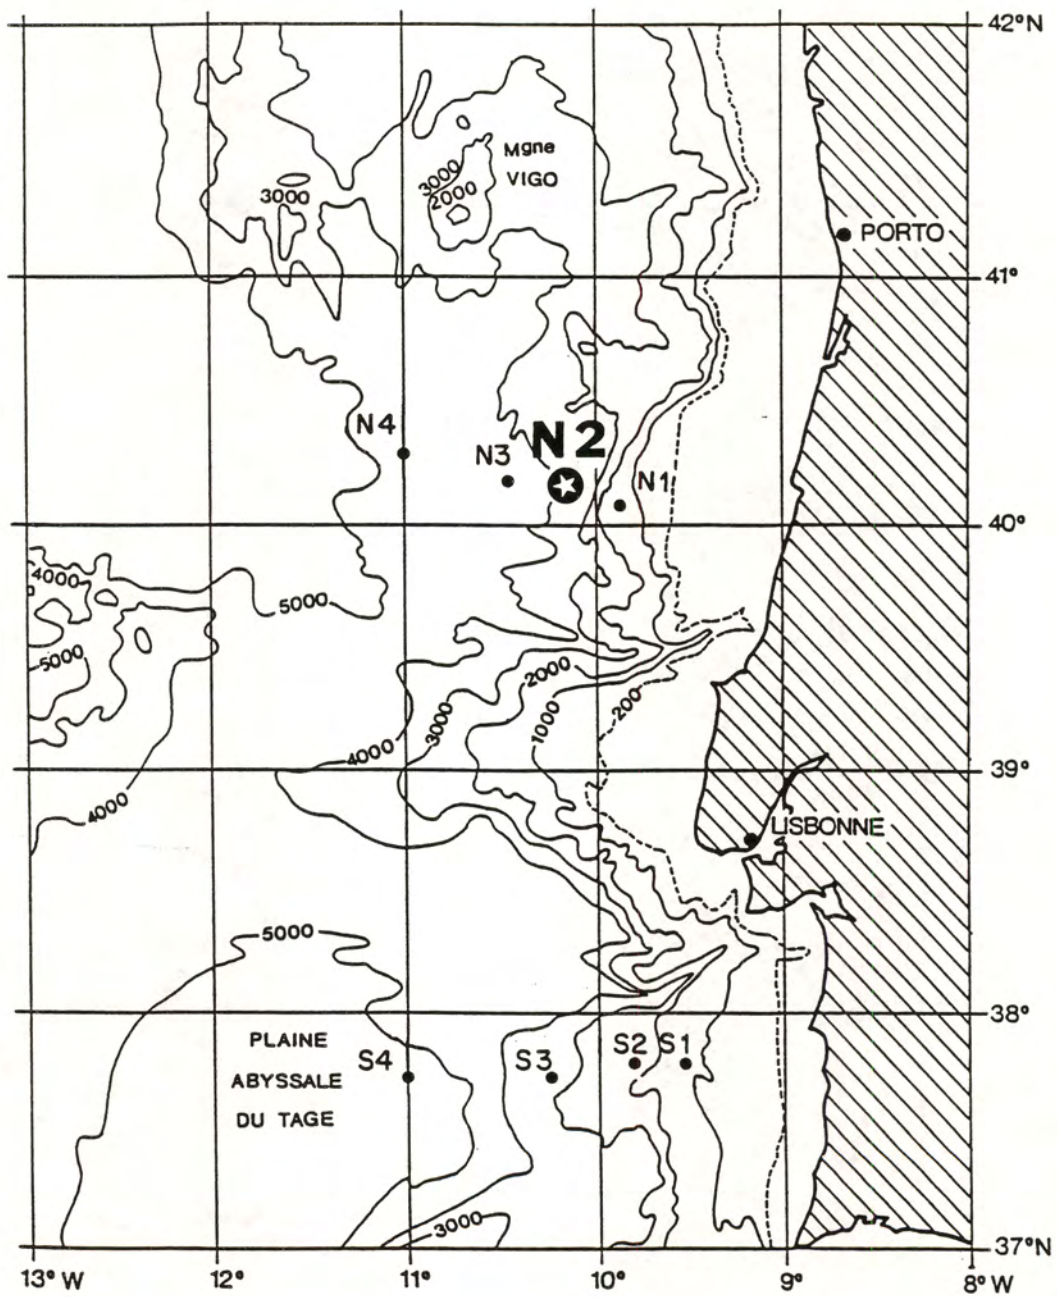 42°N
Mgne
VIGO
3000
2000
3000
PORTO
41°
N4
N3
N2
N1
40°
4000
5000
5000
2000
200
1000
3000
4000
39°
4000
LISBONNE
5000
38°
PLAINE
ABYSSALE
DU TAGE
S4
S3
S2
S1
3000
37°N
13°W
12°
11°
10°
9°
8°W